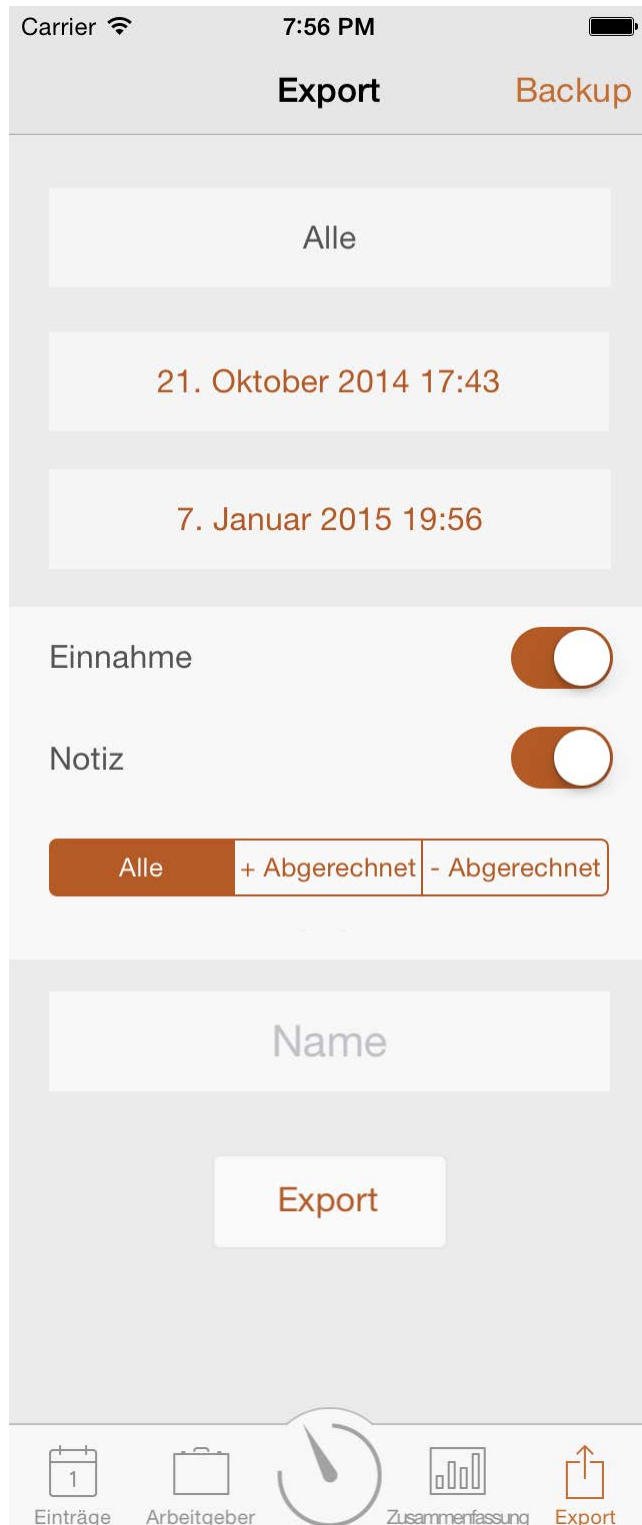 Carrier 7:56 PM
Export Backup
Alle
21. Oktober 2014 17:43
7. Januar 2015 19:56
Einnahme
Notiz
Alle + Abgerechnet - Abgerechnet
Name
Export
1
Einträge Arbeitgeber Zusammenfassung Export